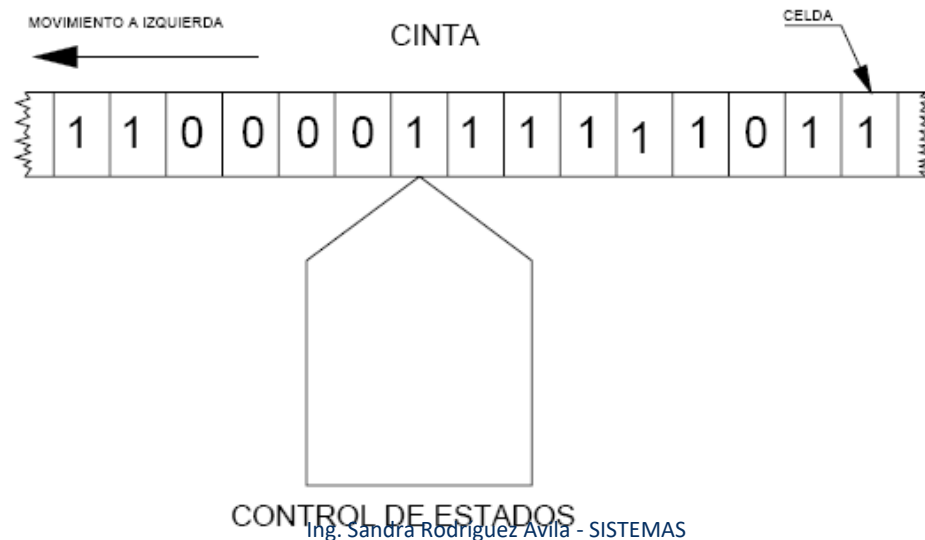 MOVIMIENTO A IZQUIERDA
CINTA
CELDA
1 1 0 0 0 0 1 1 1 1 1 1 0 1 1
CONTROL DE ESTADOS
Ing. Sandra Rodriguez Avila - SISTEMAS